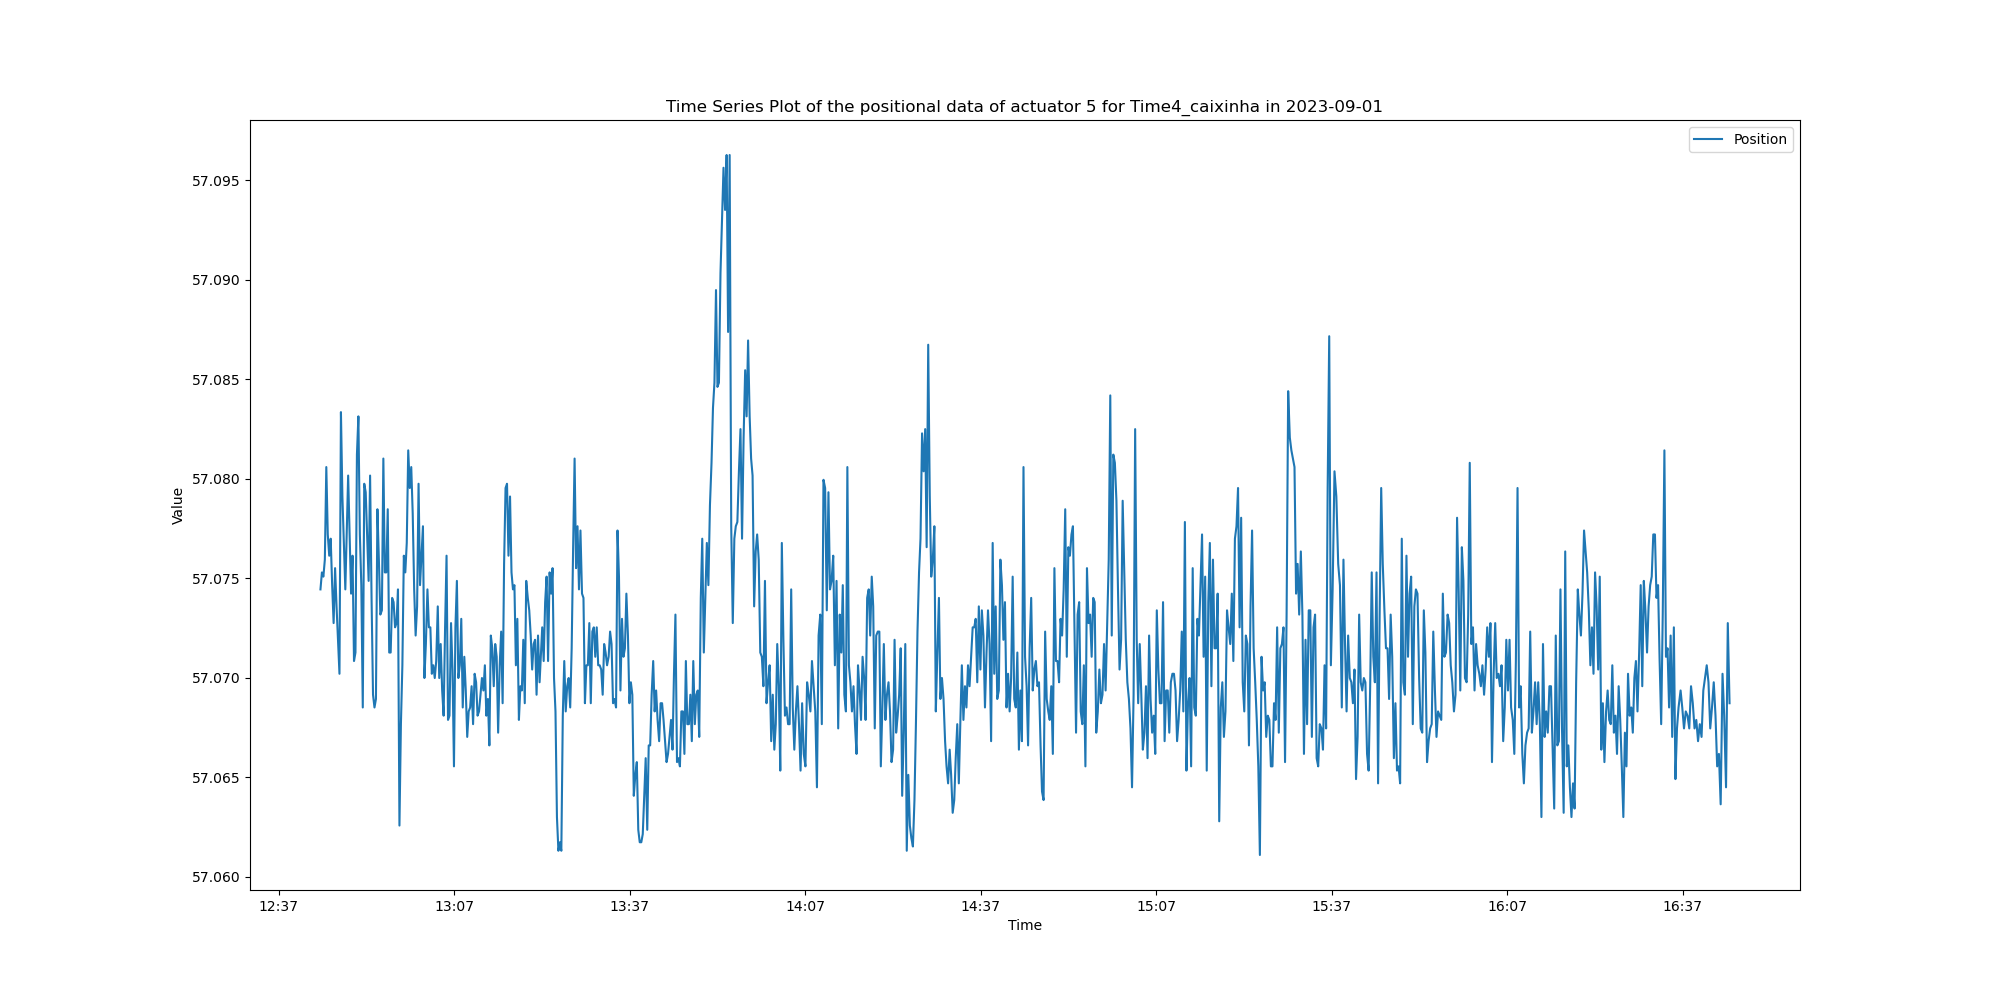 Time Series Plot of the positional data of actuator 5 for Time4_caixinha in 2023-09-01
Position
57.095
57.090
57.085
57.080
57.075
57.070
57.065
57.060
Value
12:37 13:07 13:37 14:07 14:37 15:07 15:37 16:07 16:37
Time